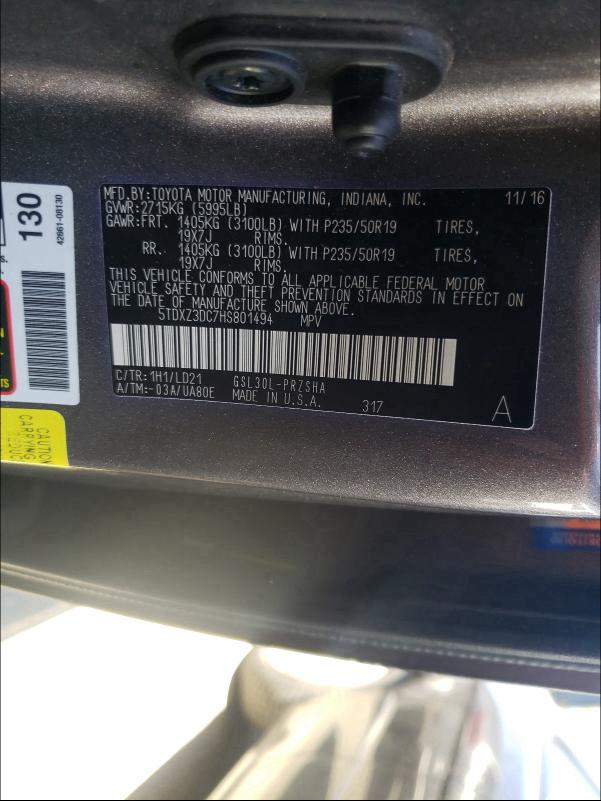 MFD.BY:TOYOTA MOTOR MANUFACTURING, INDIANA, INC. 11/16
GVWR:2715KG (5995LB)
GAWR:FRT. 1405KG (3100LB) WITH P235/50R19 TIRES,
19X7J RIMS.
RR. 1405KG (3100LB) WITH P235/50R19 TIRES,
19X7J RIMS.
THIS VEHICLE CONFORMS TO ALL APPLICABLE FEDERAL MOTOR
VEHICLE SAFETY AND THEFT PREVENTION STANDARDS IN EFFECT ON
THE DATE OF MANUFACTURE SHOWN ABOVE.
5TDXZ3DC7HS801494 MPV
C/TR:1H1/LD21 GSL30L-PRZSHA
A/TM:-03A/UA80E MADE IN U.S.A. 317 A
130
42661-08130
s.
N
TS
CAUTION
CARRYING
REDUC